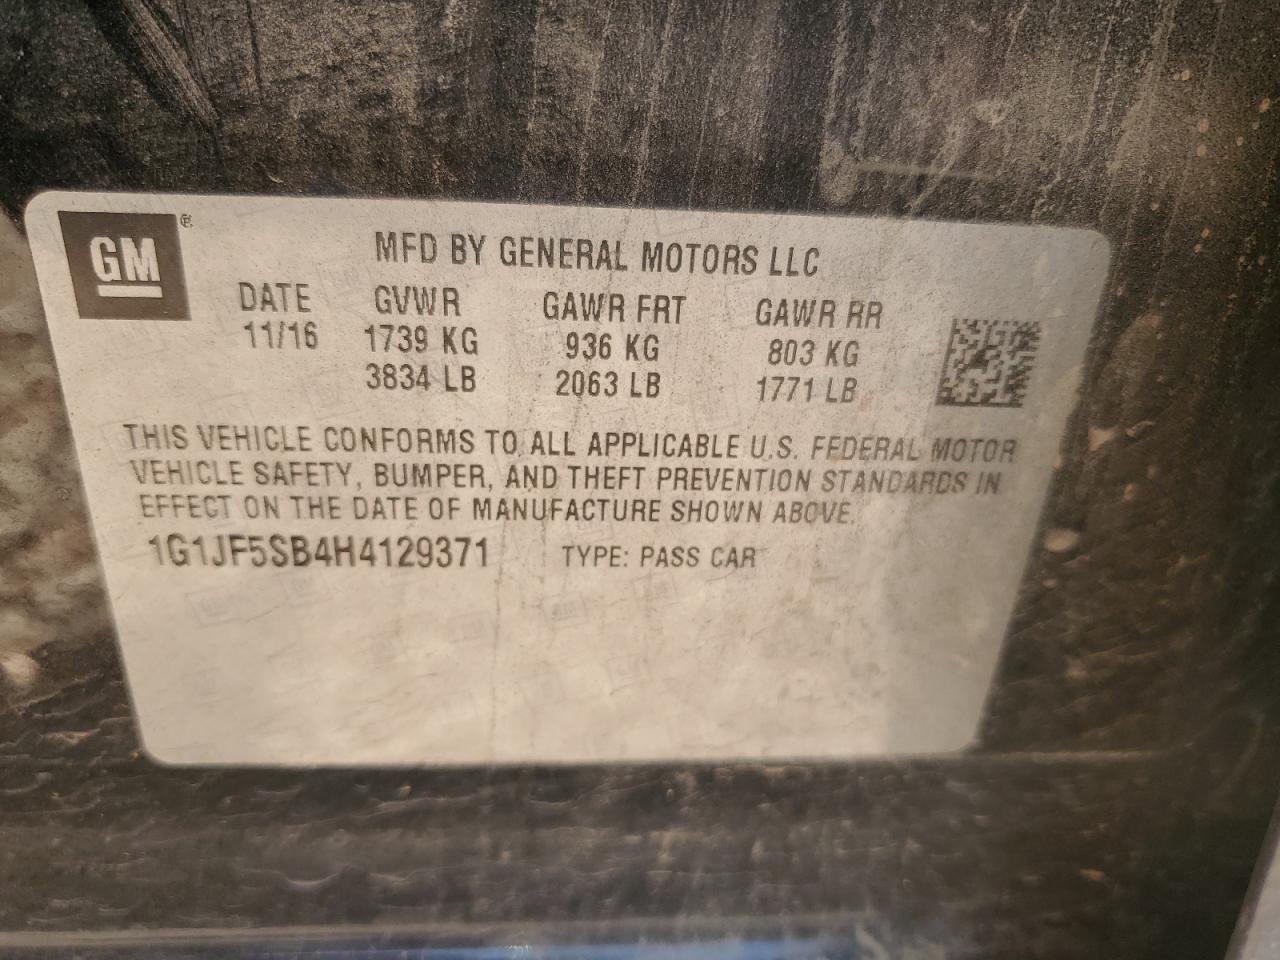 GM ®
MFD BY GENERAL MOTORS LLC
DATE GVWR GAWR FRT GAWR RR
11/16 1739 KG 936 KG 803 KG
3834 LB 2063 LB 1771 LB
THIS VEHICLE CONFORMS TO ALL APPLICABLE U.S. FEDERAL MOTOR
VEHICLE SAFETY, BUMPER, AND THEFT PREVENTION STANDARDS IN
EFFECT ON THE DATE OF MANUFACTURE SHOWN ABOVE.
1G1JF5SB4H4129371 TYPE: PASS CAR